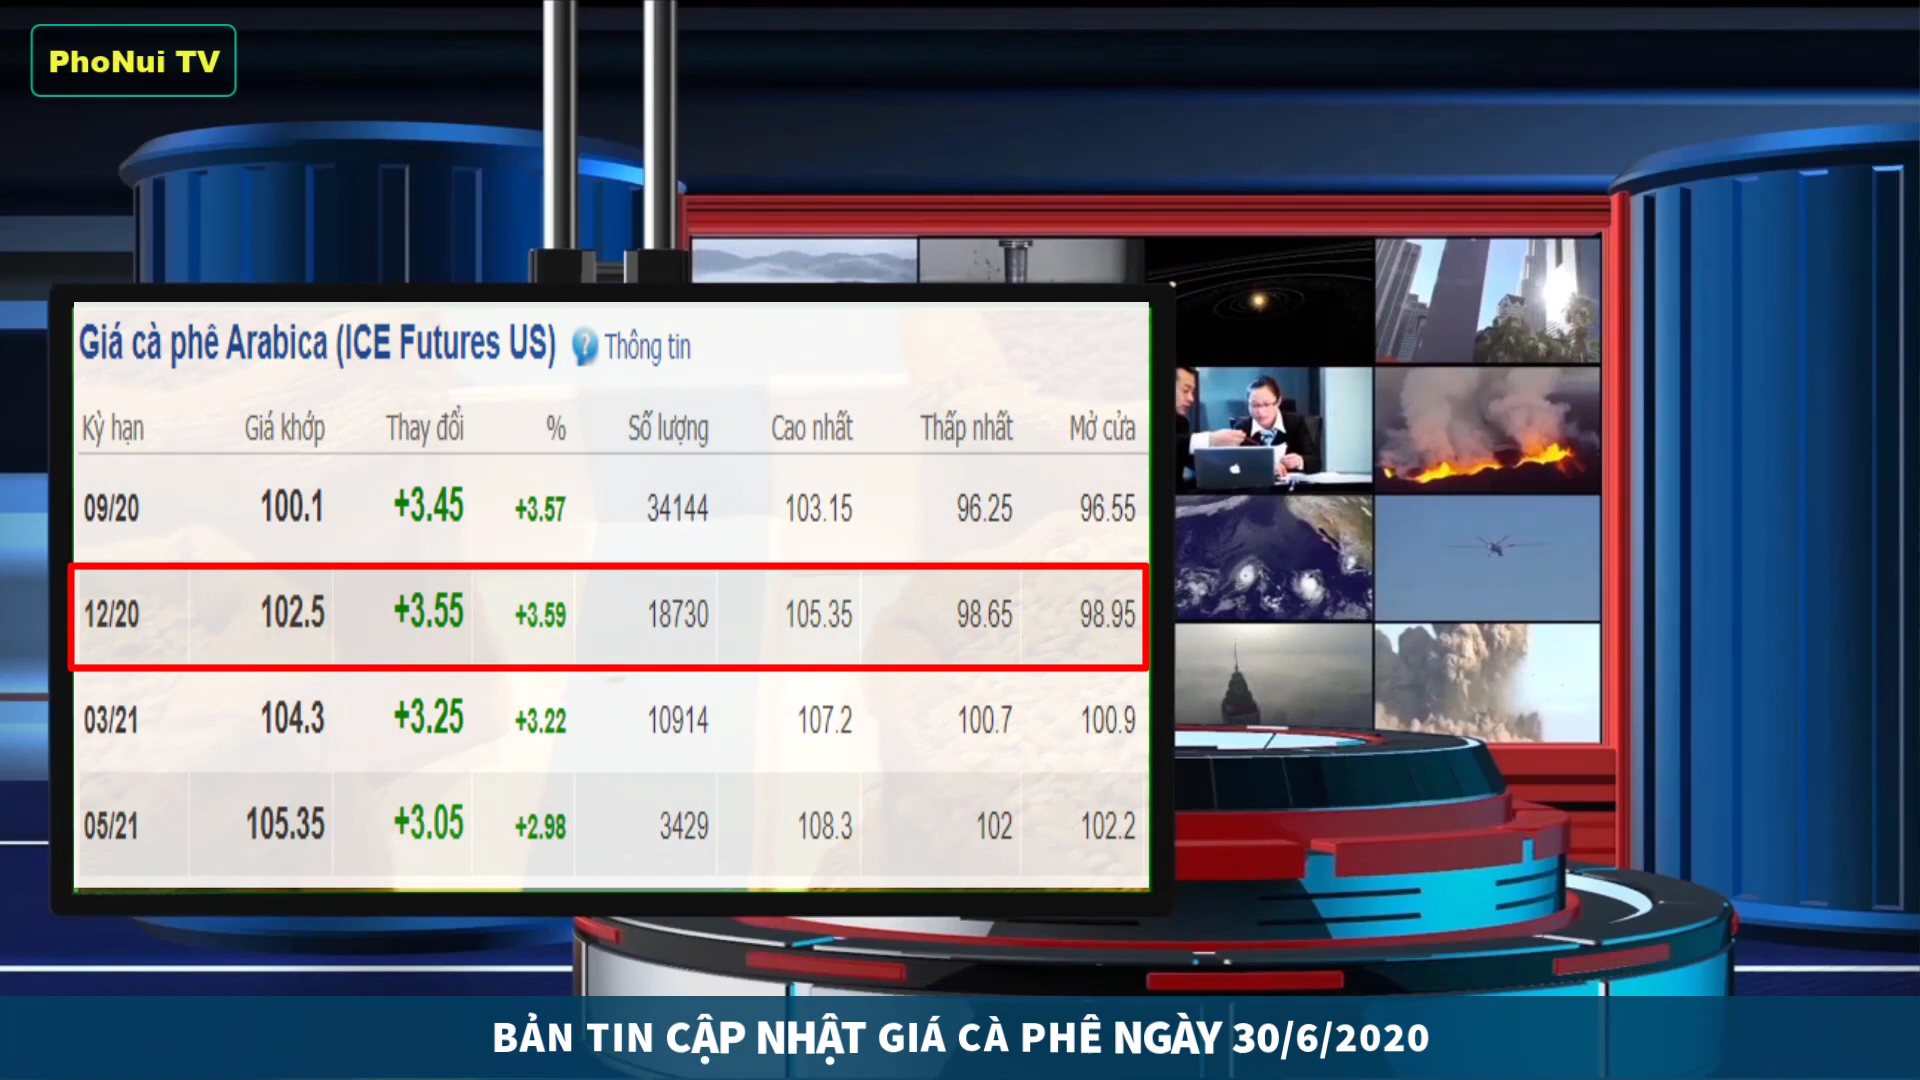 PhoNui TV
Giá cà phê Arabica (ICE Futures US) ? Thông tin
Kỳ hạn Giá khớp Thay đổi % Số lượng Cao nhất Thấp nhất Mở cửa
09/20 100.1 +3.45 +3.57 34144 103.15 96.25 96.55
12/20 102.5 +3.55 +3.59 18730 105.35 98.65 98.95
03/21 104.3 +3.25 +3.22 10914 107.2 100.7 100.9
05/21 105.35 +3.05 +2.98 3429 108.3 102 102.2
BẢN TIN CẬP NHẬT GIÁ CÀ PHÊ NGÀY 30/6/2020